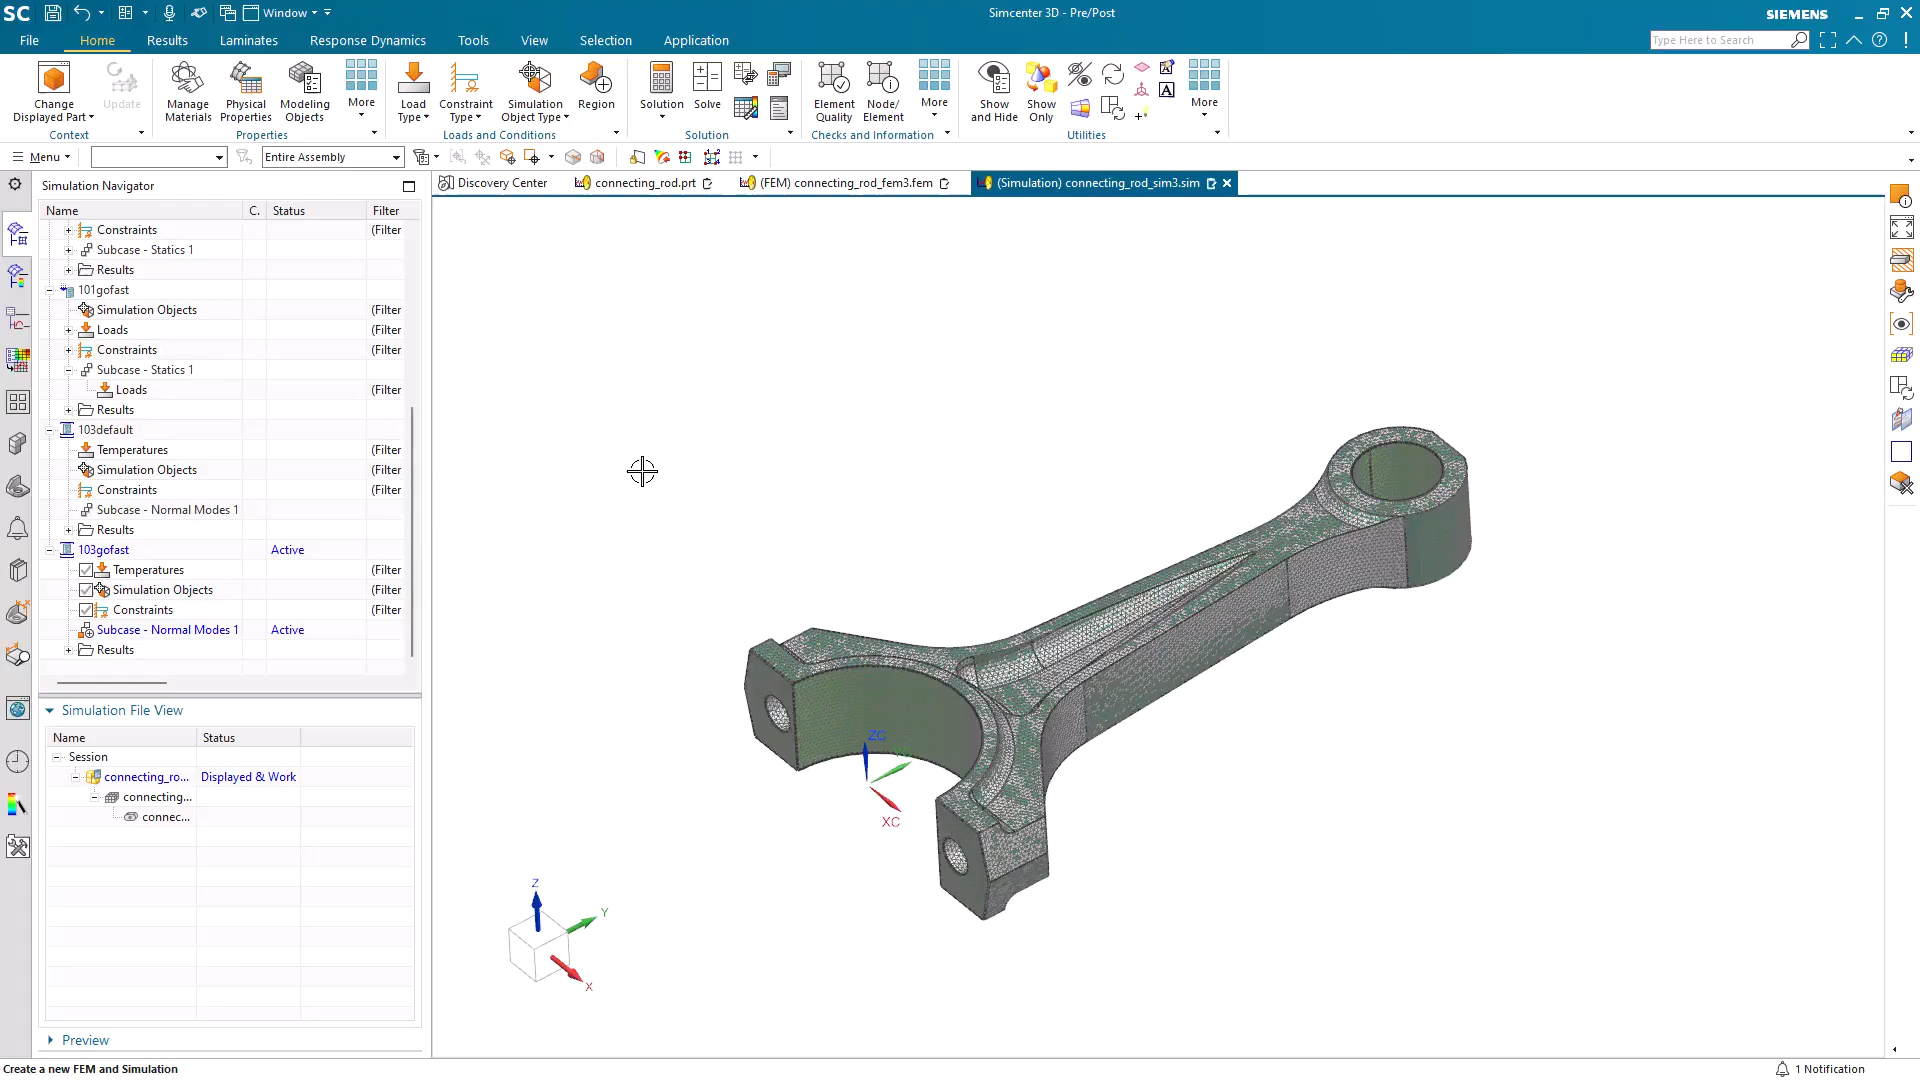 SC Window Simcenter 3D - Pre/Post SIEMENS
File Home Results Laminates Response Dynamics Tools View Selection Application Type Here to Search
Change Displayed Part
Update
Manage Materials
Physical Properties
Modeling Objects
More
Load Type
Constraint Type
Simulation Object Type
Region
Solution
Solve
Element Quality
Node/ Element
More
Show and Hide
Show Only
More
Context Properties Loads and Conditions Solution Checks and Information Utilities
Menu Entire Assembly
Simulation Navigator
Discovery Center connecting_rod.prt (FEM) connecting_rod_fem3.fem (Simulation) connecting_rod_sim3.sim
Name C. Status Filter
Constraints (Filter
Subcase - Statics 1
Results (Filter
101gofast
Simulation Objects (Filter
Loads (Filter
Constraints (Filter
Subcase - Statics 1
Loads (Filter
Results (Filter
103default
Temperatures (Filter
Simulation Objects (Filter
Constraints (Filter
Subcase - Normal Modes 1
Results (Filter
103gofast Active
Temperatures (Filter
Simulation Objects (Filter
Constraints (Filter
Subcase - Normal Modes 1 Active
Results (Filter
Simulation File View
Name Status
Session
connecting_ro... Displayed & Work
connecting...
connec...
Preview
ZC
XC
Z
Y
X
Create a new FEM and Simulation 1 Notification